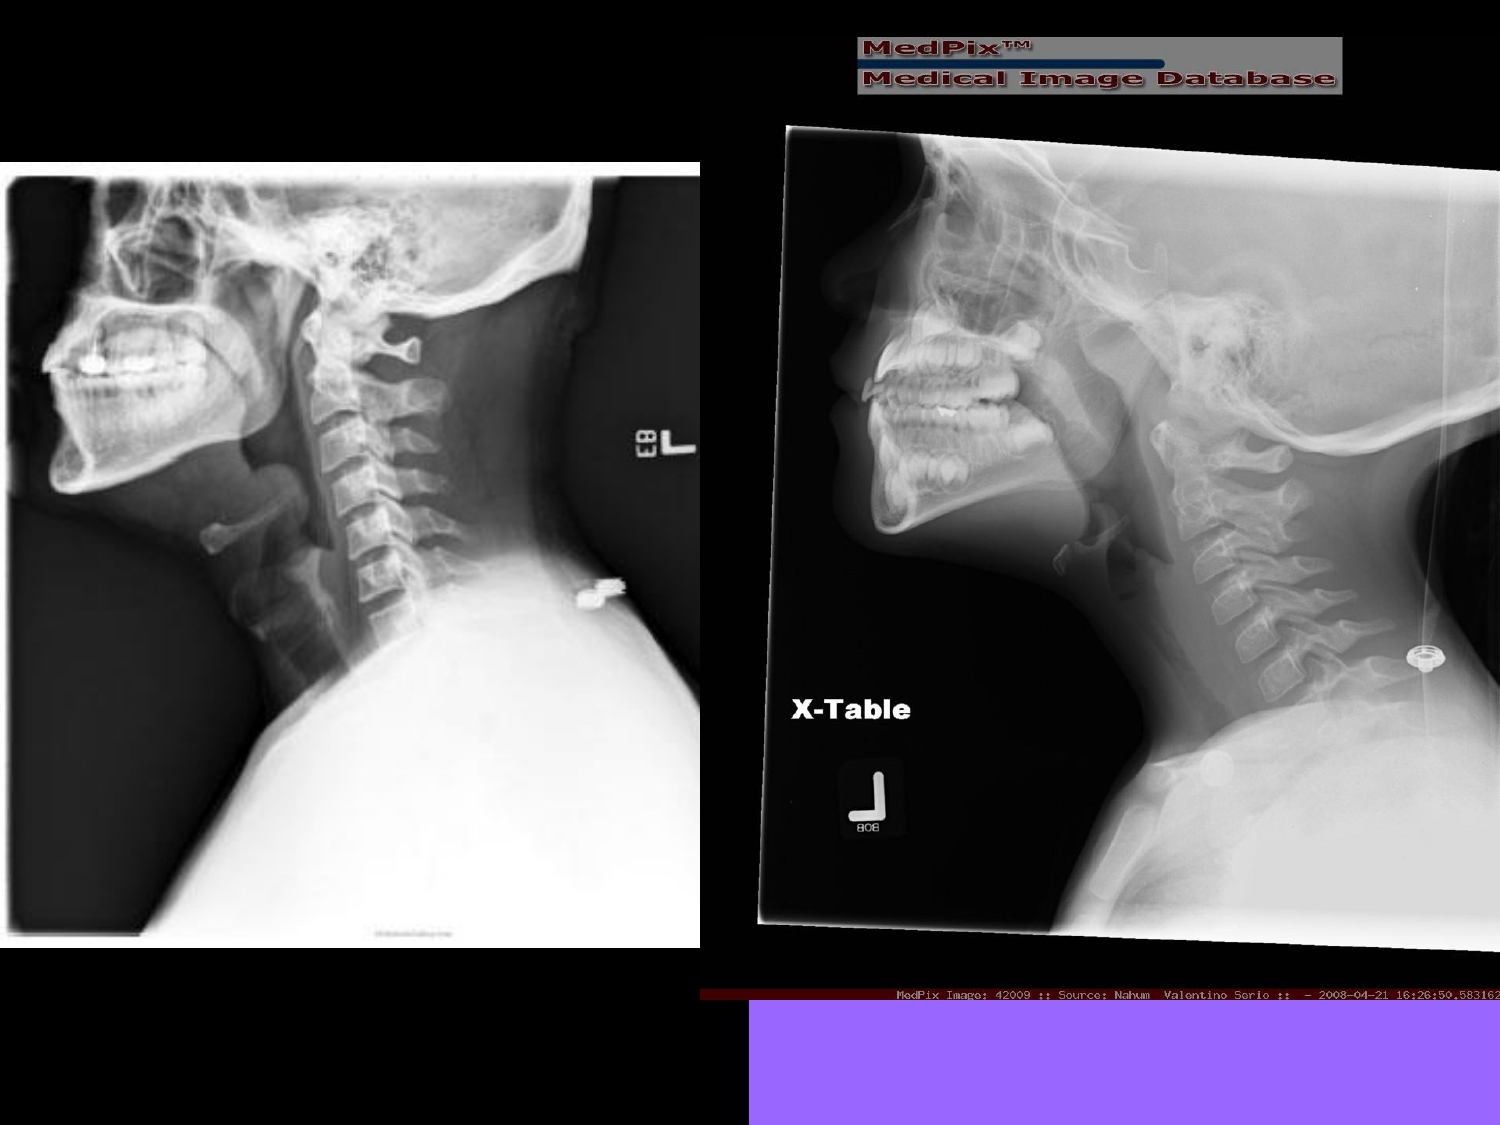 MedPix™
Medical Image Database
EB
L
X-Table
L
BOB
MedPix Image: 42009 :: Source: Nahum Valentino Serio :: - 2008-04-21 16:26:50.583162